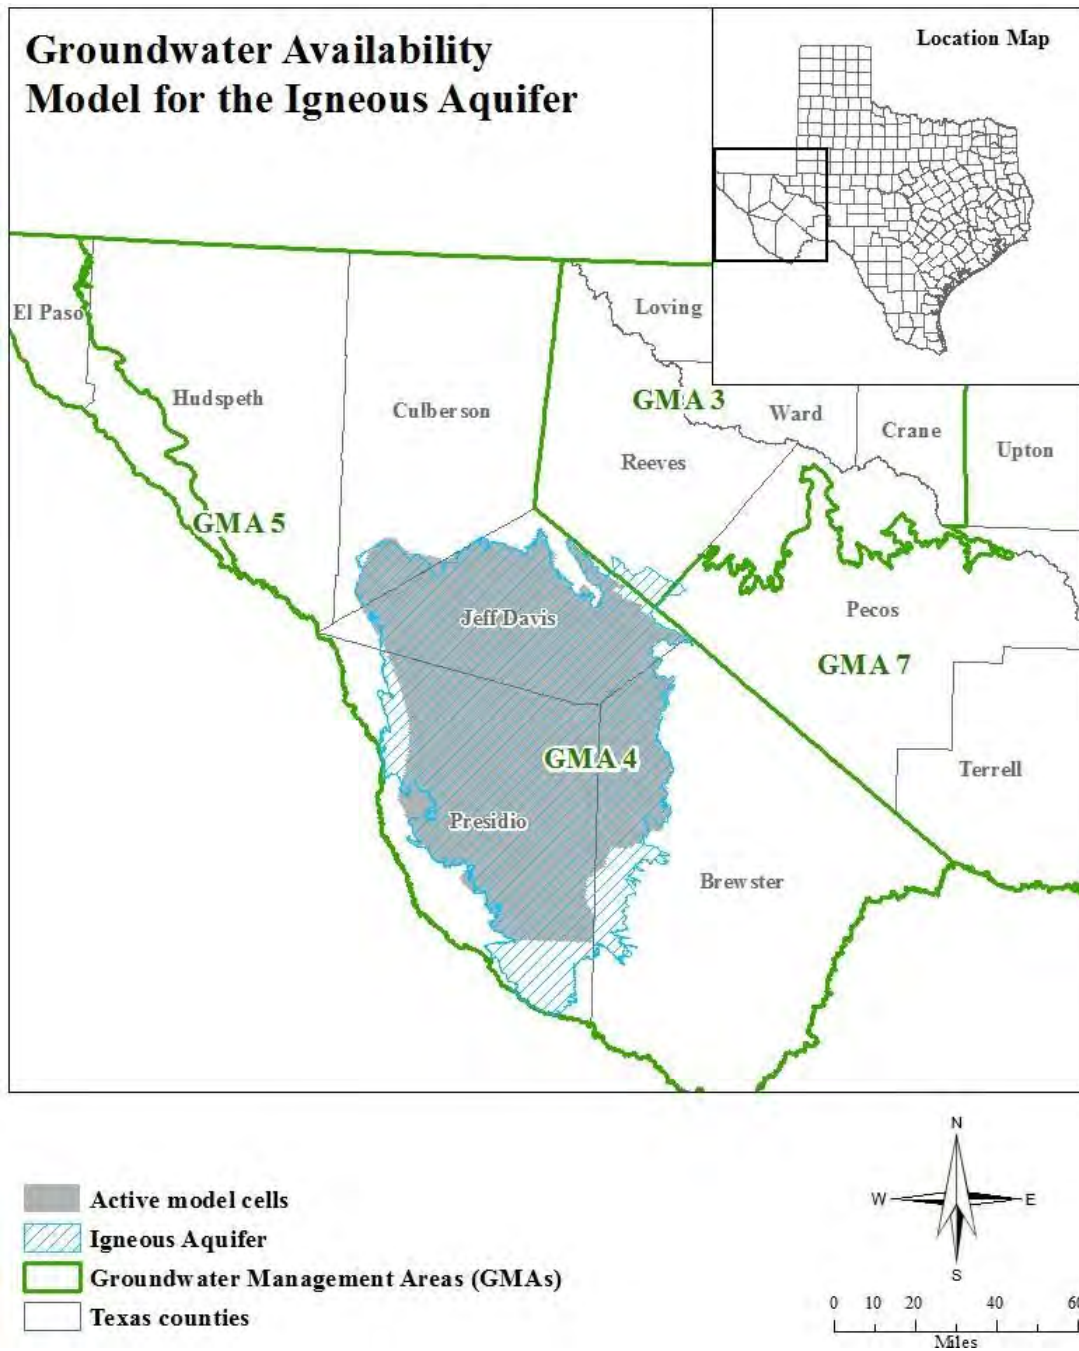 Groundwater Availability
Model for the Igneous Aquifer
Location Map
El Paso
Loving
Hudspeth
Culberson
GMA 3
Ward
Crane
Upton
Reeves
GMA 5
Jeff Davis
Pecos
GMA 7
GMA 4
Terrell
Presidio
Brewster
Active model cells
Igneous Aquifer
Groundwater Management Areas (GMAs)
Texas counties
N
W E
S
0 10 20 40 60
Miles